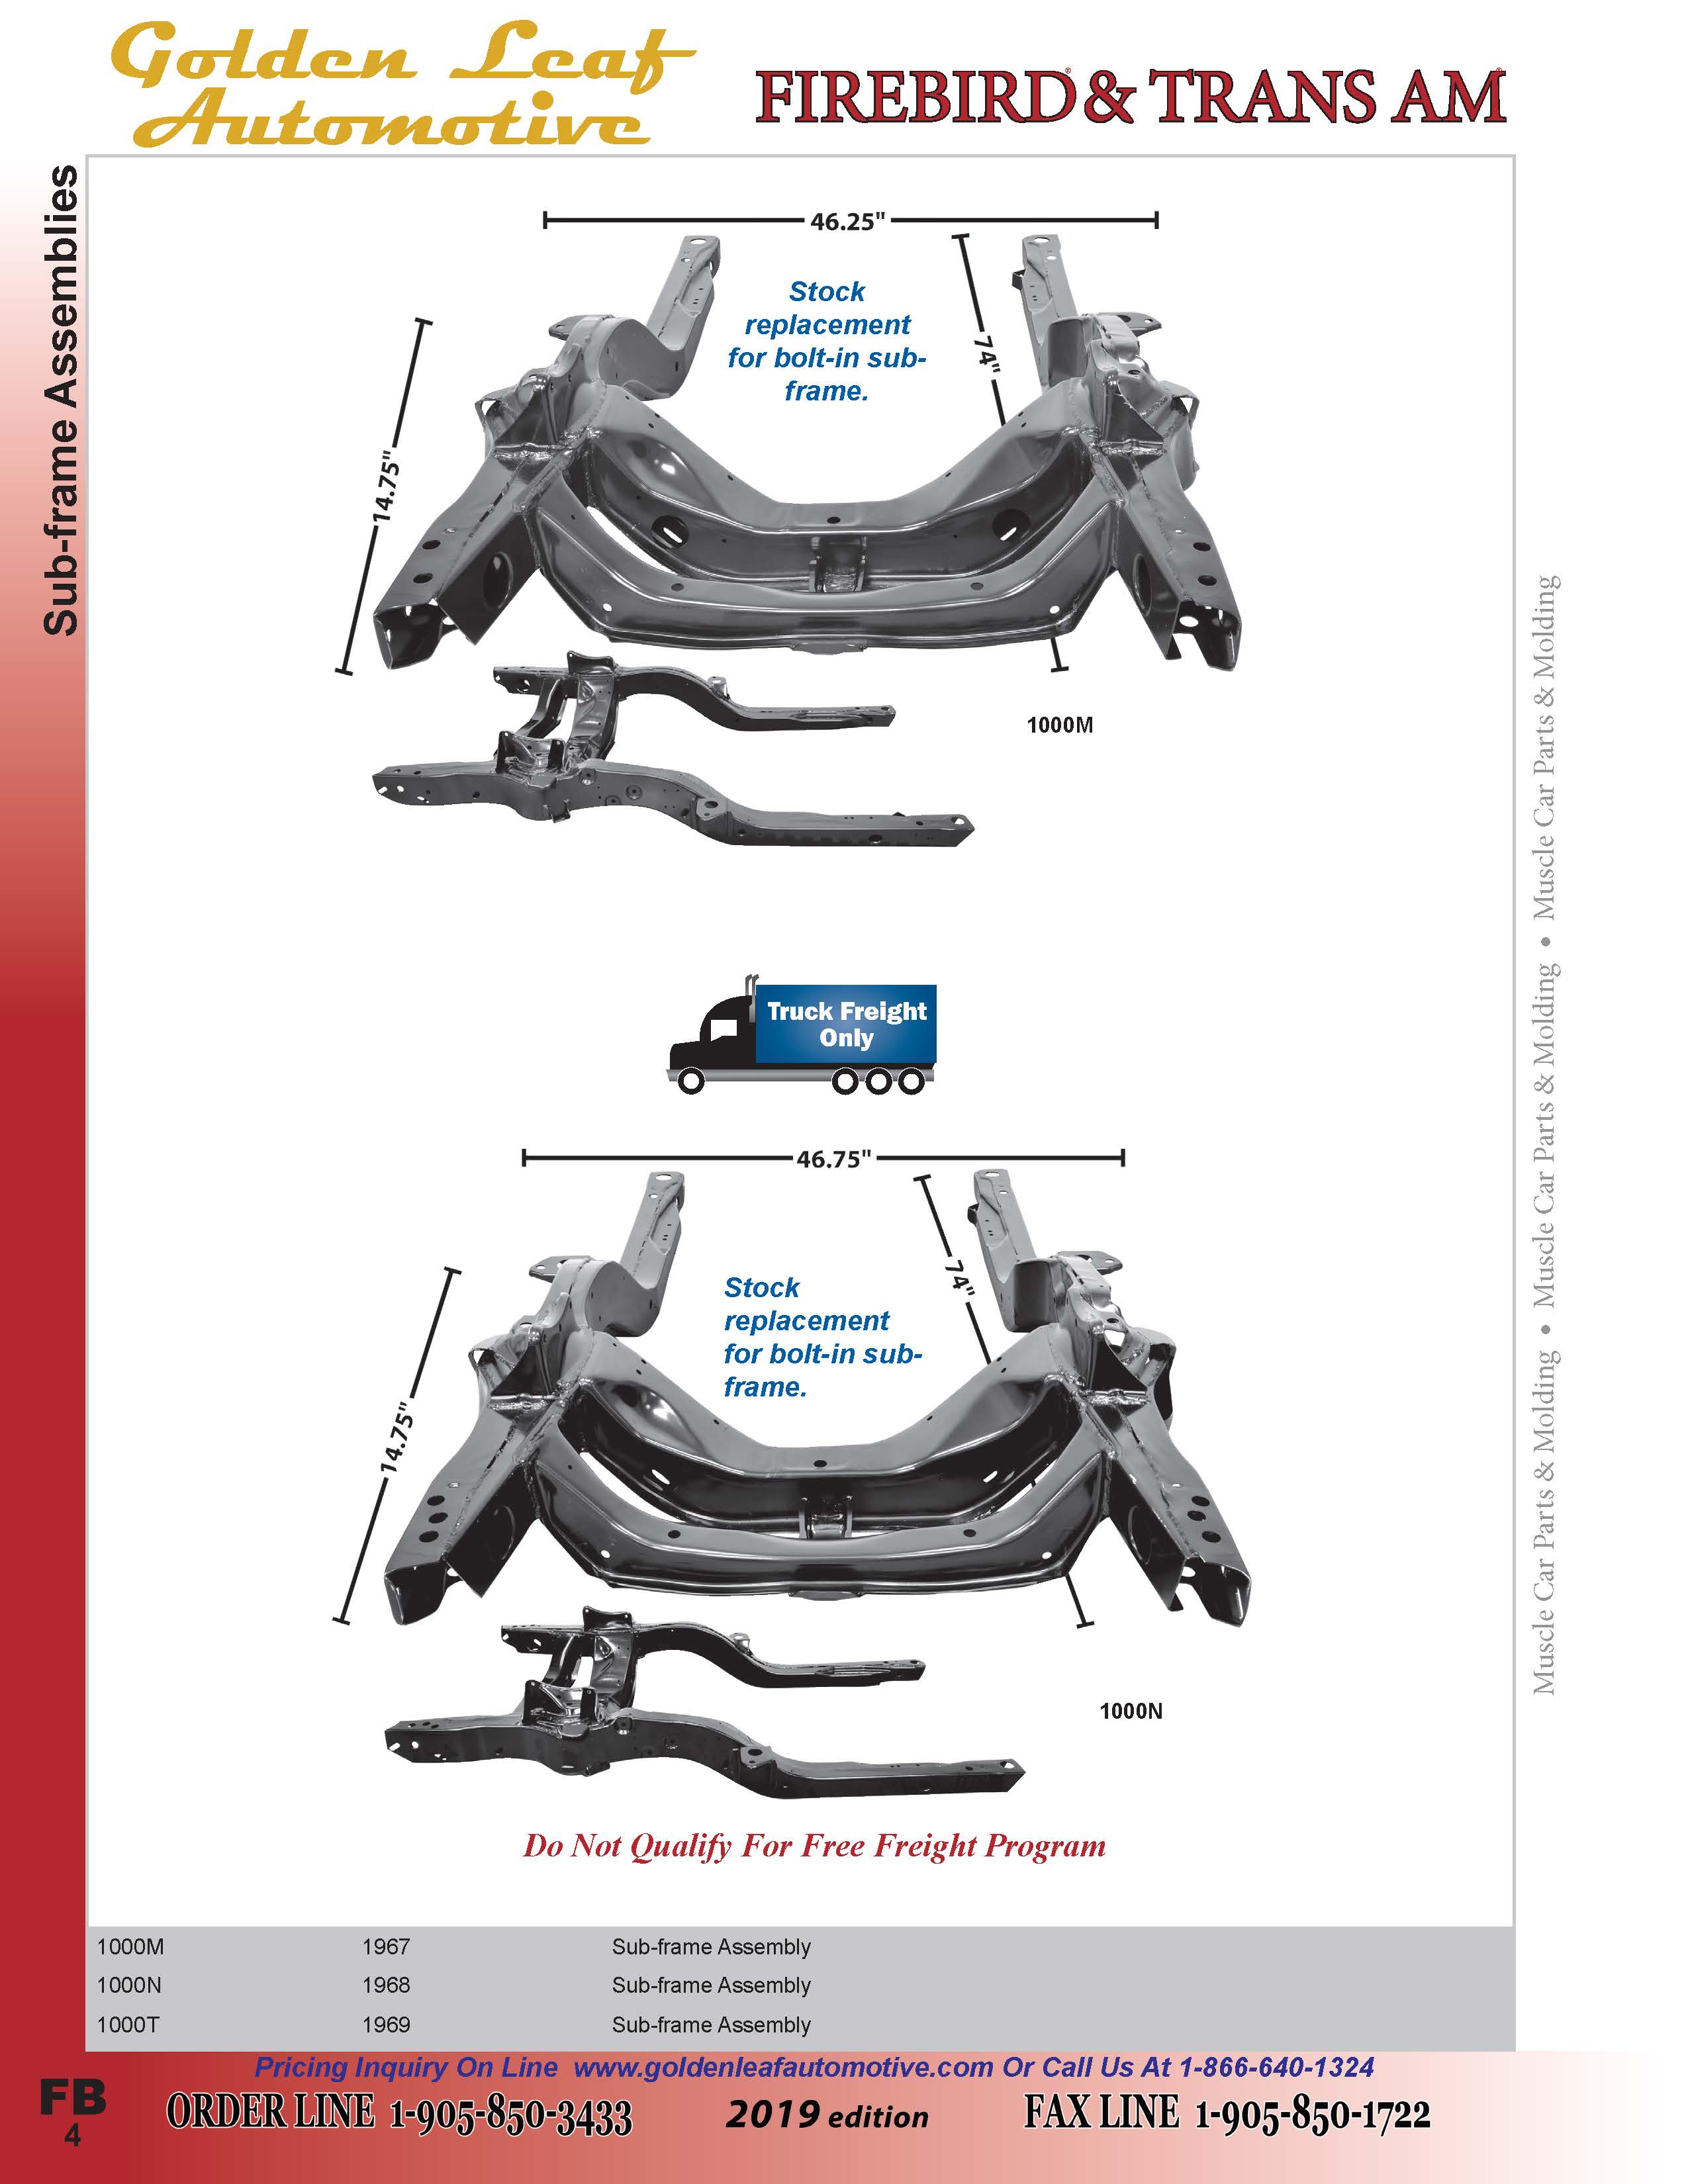 Golden Leaf
Automotive
FIREBIRD® & TRANS AM®
Sub-frame Assemblies
46.25"
Stock
replacement
for bolt-in sub-
frame.
74"
14.75"
1000M
Truck Freight
Only
46.75"
Stock
replacement
for bolt-in sub-
frame.
74"
14.75"
1000N
Do Not Qualify For Free Freight Program
1000M 1967 Sub-frame Assembly
1000N 1968 Sub-frame Assembly
1000T 1969 Sub-frame Assembly
Muscle Car Parts & Molding • Muscle Car Parts & Molding • Muscle Car Parts & Molding
Pricing Inquiry On Line www.goldenleafautomotive.com Or Call Us At 1-866-640-1324
FB
4
ORDER LINE 1-905-850-3433
2019 edition
FAX LINE 1-905-850-1722